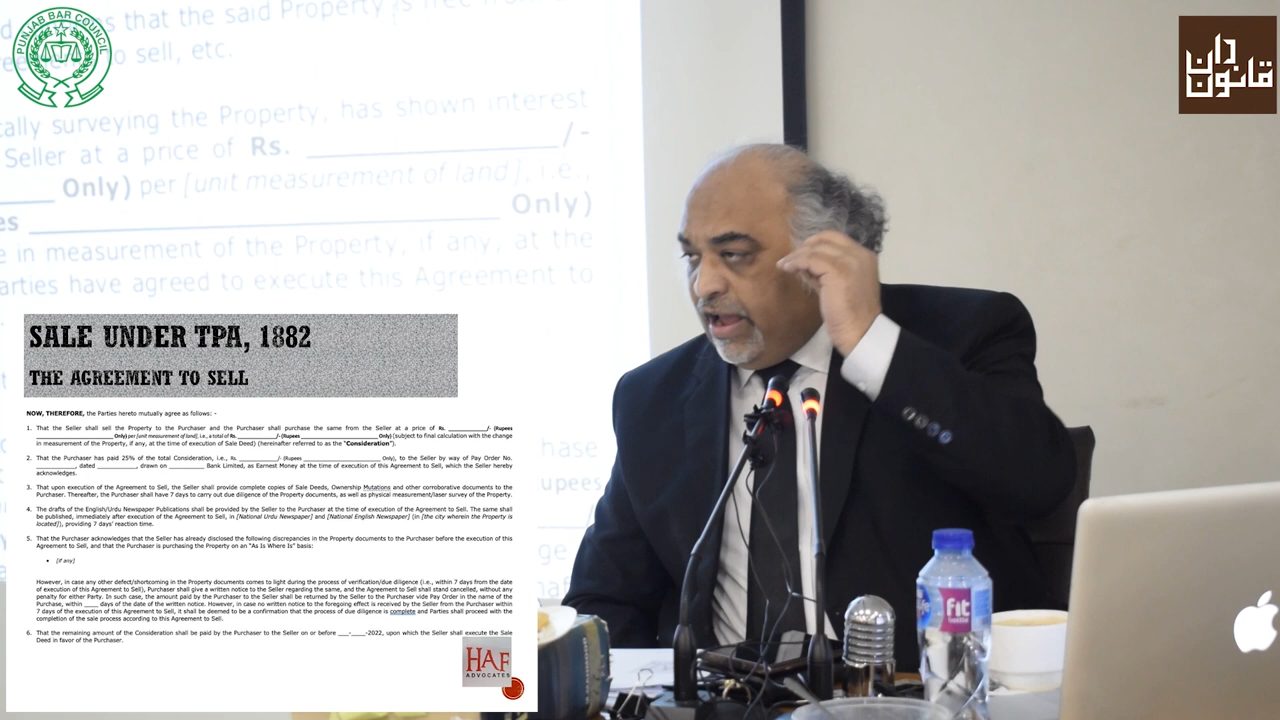 PUNJAB BAR COUNCIL
قانون دان
es that the said Property is free from
o sell, etc.
cally surveying the Property, has shown interest
Seller at a price of Rs. ____________/-
______ Only) per [unit measurement of land], i.e.,
es ______________________ Only)
e in measurement of the Property, if any, at the
arties have agreed to execute this Agreement to
SALE UNDER TPA, 1882
THE AGREEMENT TO SELL
NOW, THEREFORE, the Parties hereto mutually agree as follows: -
1. That the Seller shall sell the Property to the Purchaser and the Purchaser shall purchase the same from the Seller at a price of Rs. __________/- (Rupees
____________________ Only) per [unit measurement of land], i.e., a total of Rs. __________/- (Rupees ____________________ Only) (subject to final calculation with the change
in measurement of the Property, if any, at the time of execution of Sale Deed) (hereinafter referred to as the "Consideration").
2. That the Purchaser has paid 25% of the total Consideration, i.e., Rs. __________/- (Rupees ____________________ Only), to the Seller by way of Pay Order No.
__________, dated __________, drawn on _________ Bank Limited, as Earnest Money at the time of execution of this Agreement to Sell, which the Seller hereby
acknowledges.
3. That upon execution of the Agreement to Sell, the Seller shall provide complete copies of Sale Deeds, Ownership Mutations and other corroborative documents to the
Purchaser. Thereafter, the Purchaser shall have 7 days to carry out due diligence of the Property documents, as well as physical measurement/laser survey of the Property.
4. The drafts of the English/Urdu Newspaper Publications shall be provided by the Seller to the Purchaser at the time of execution of the Agreement to Sell. The same shall
be published, immediately after execution of the Agreement to Sell, in [National Urdu Newspaper] and [National English Newspaper] (in [the city wherein the Property is
located]), providing 7 days' reaction time.
5. That the Purchaser acknowledges that the Seller has already disclosed the following discrepancies in the Property documents to the Purchaser before the execution of this
Agreement to Sell, and that the Purchaser is purchasing the Property on an "As Is Where Is" basis:
• [if any]
However, in case any other defect/shortcoming in the Property documents comes to light during the process of verification/due diligence (i.e., within 7 days from the date
of execution of this Agreement to Sell), Purchaser shall give a written notice to the Seller regarding the same, and the Agreement to Sell shall stand cancelled, without any
penalty for either Party. In such case, the amount paid by the Purchaser to the Seller shall be returned by the Seller to the Purchaser vide Pay Order in the name of the
Purchase, within ____ days of the date of the written notice. However, in case no written notice to the foregoing effect is received by the Seller from the Purchaser within
7 days of the execution of this Agreement to Sell, it shall be deemed to be a confirmation that the process of due diligence is complete and Parties shall proceed with the
completion of the sale process according to this Agreement to Sell.
6. That the remaining amount of the Consideration shall be paid by the Purchaser to the Seller on or before ___-____-2022, upon which the Seller shall execute the Sale
Deed in favor of the Purchaser.
HAF
ADVOCATES
fit